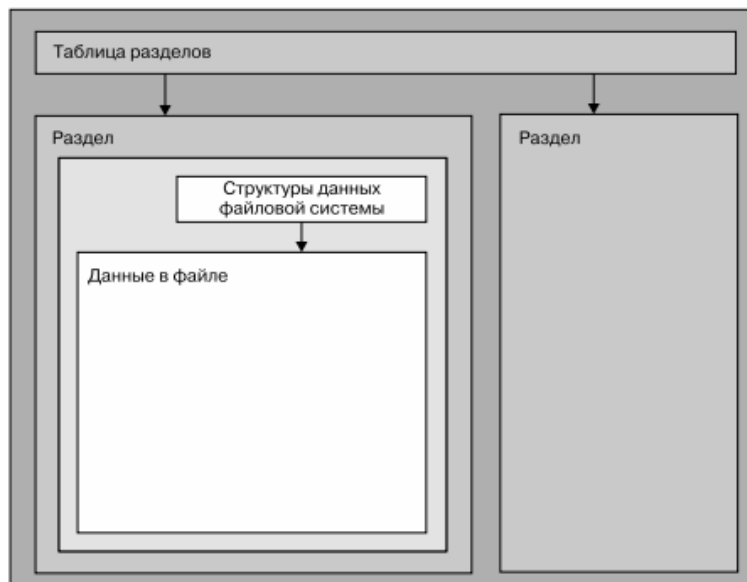 Таблица разделов
Раздел
Раздел
Структуры данных
файловой системы
Данные в файле